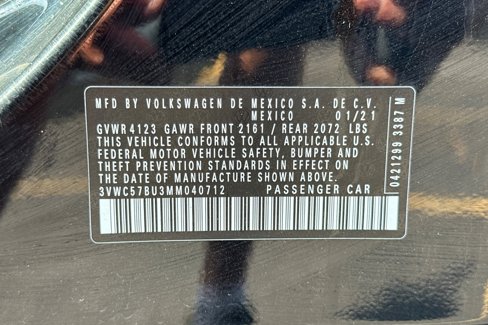 MFD BY VOLKSWAGEN DE MEXICO S.A. DE C.V.
MEXICO 01/21
GVWR 4123 GAWR FRONT 2161 / REAR 2072 LBS
THIS VEHICLE CONFORMS TO ALL APPLICABLE U.S.
FEDERAL MOTOR VEHICLE SAFETY, BUMPER AND
THEFT PREVENTION STANDARDS IN EFFECT ON
THE DATE OF MANUFACTURE SHOWN ABOVE.
3VWC57BU3MM040712 PASSENGER CAR
0421299 3387 M